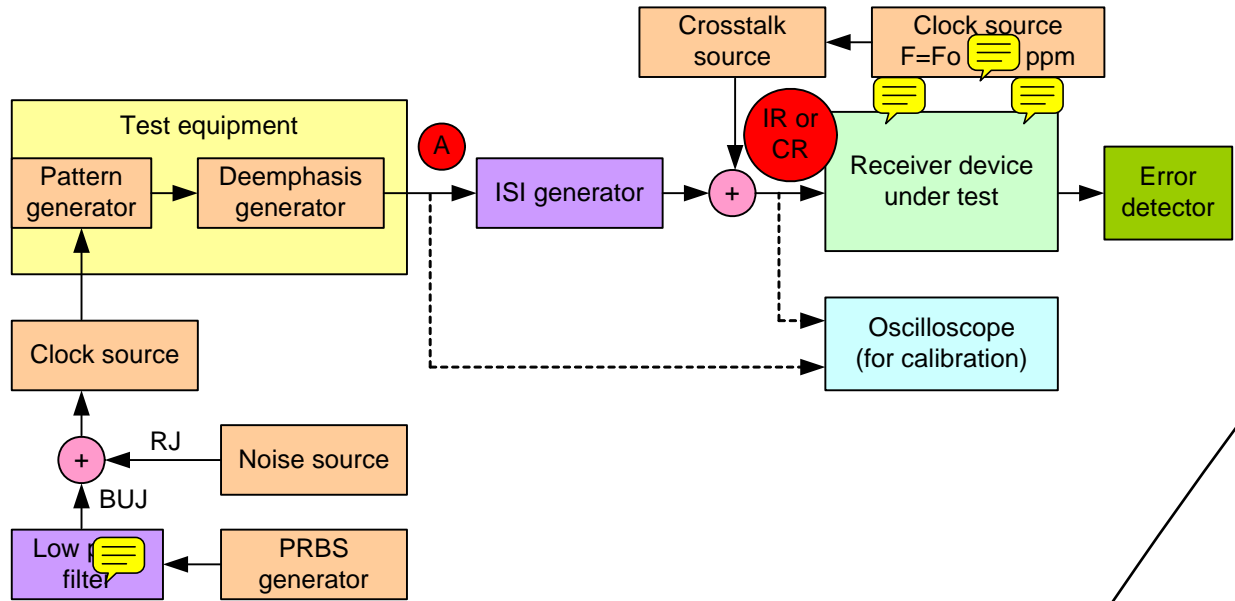 Crosstalk
source
Clock source
F=Fo ppm
Test equipment
A
IR or
CR
Pattern
generator
Deemphasis
generator
ISI generator
+
Receiver device
under test
Error
detector
Clock source
Oscilloscope
(for calibration)
RJ
+
Noise source
BUJ
Low
filter
PRBS
generator